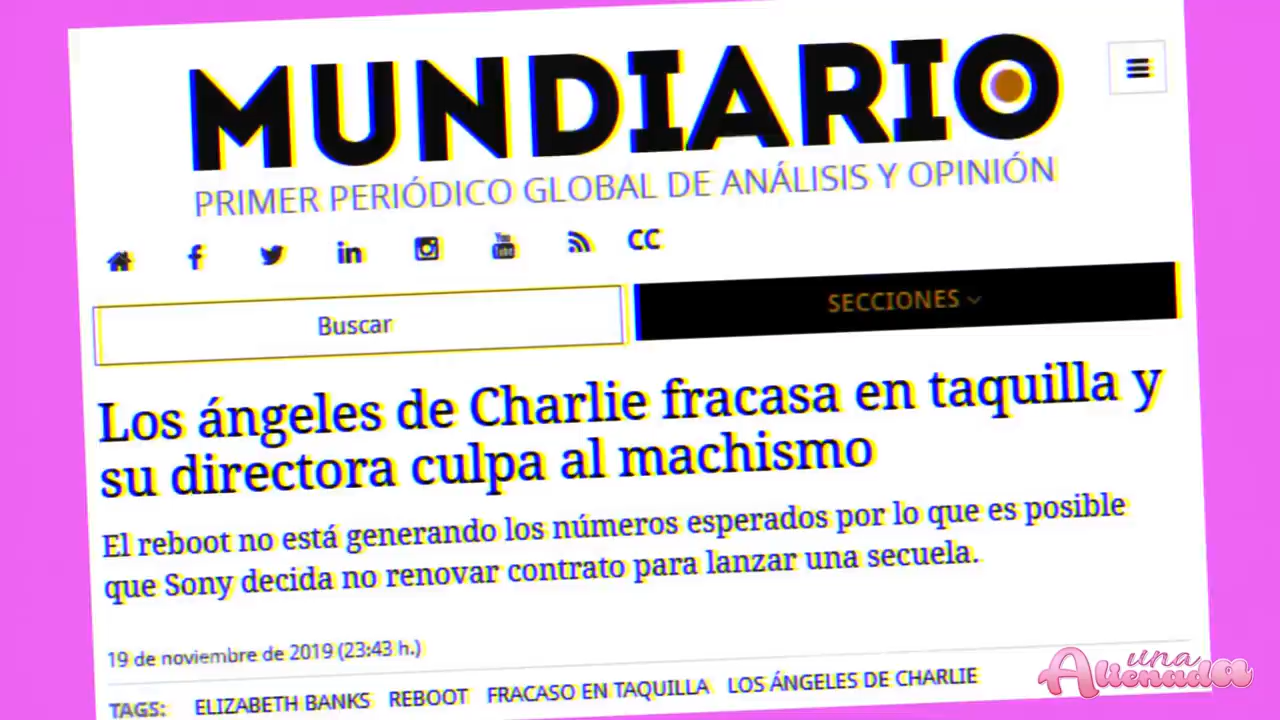 MUNDIARIO
PRIMER PERIÓDICO GLOBAL DE ANÁLISIS Y OPINIÓN
You Tube CC
Buscar
SECCIONES
Los ángeles de Charlie fracasa en taquilla y
su directora culpa al machismo
El reboot no está generando los números esperados por lo que es posible
que Sony decida no renovar contrato para lanzar una secuela.
19 de noviembre de 2019 (23:43 h.)
TAGS: ELIZABETH BANKS REBOOT FRACASO EN TAQUILLA LOS ÁNGELES DE CHARLIE
una
Alienada